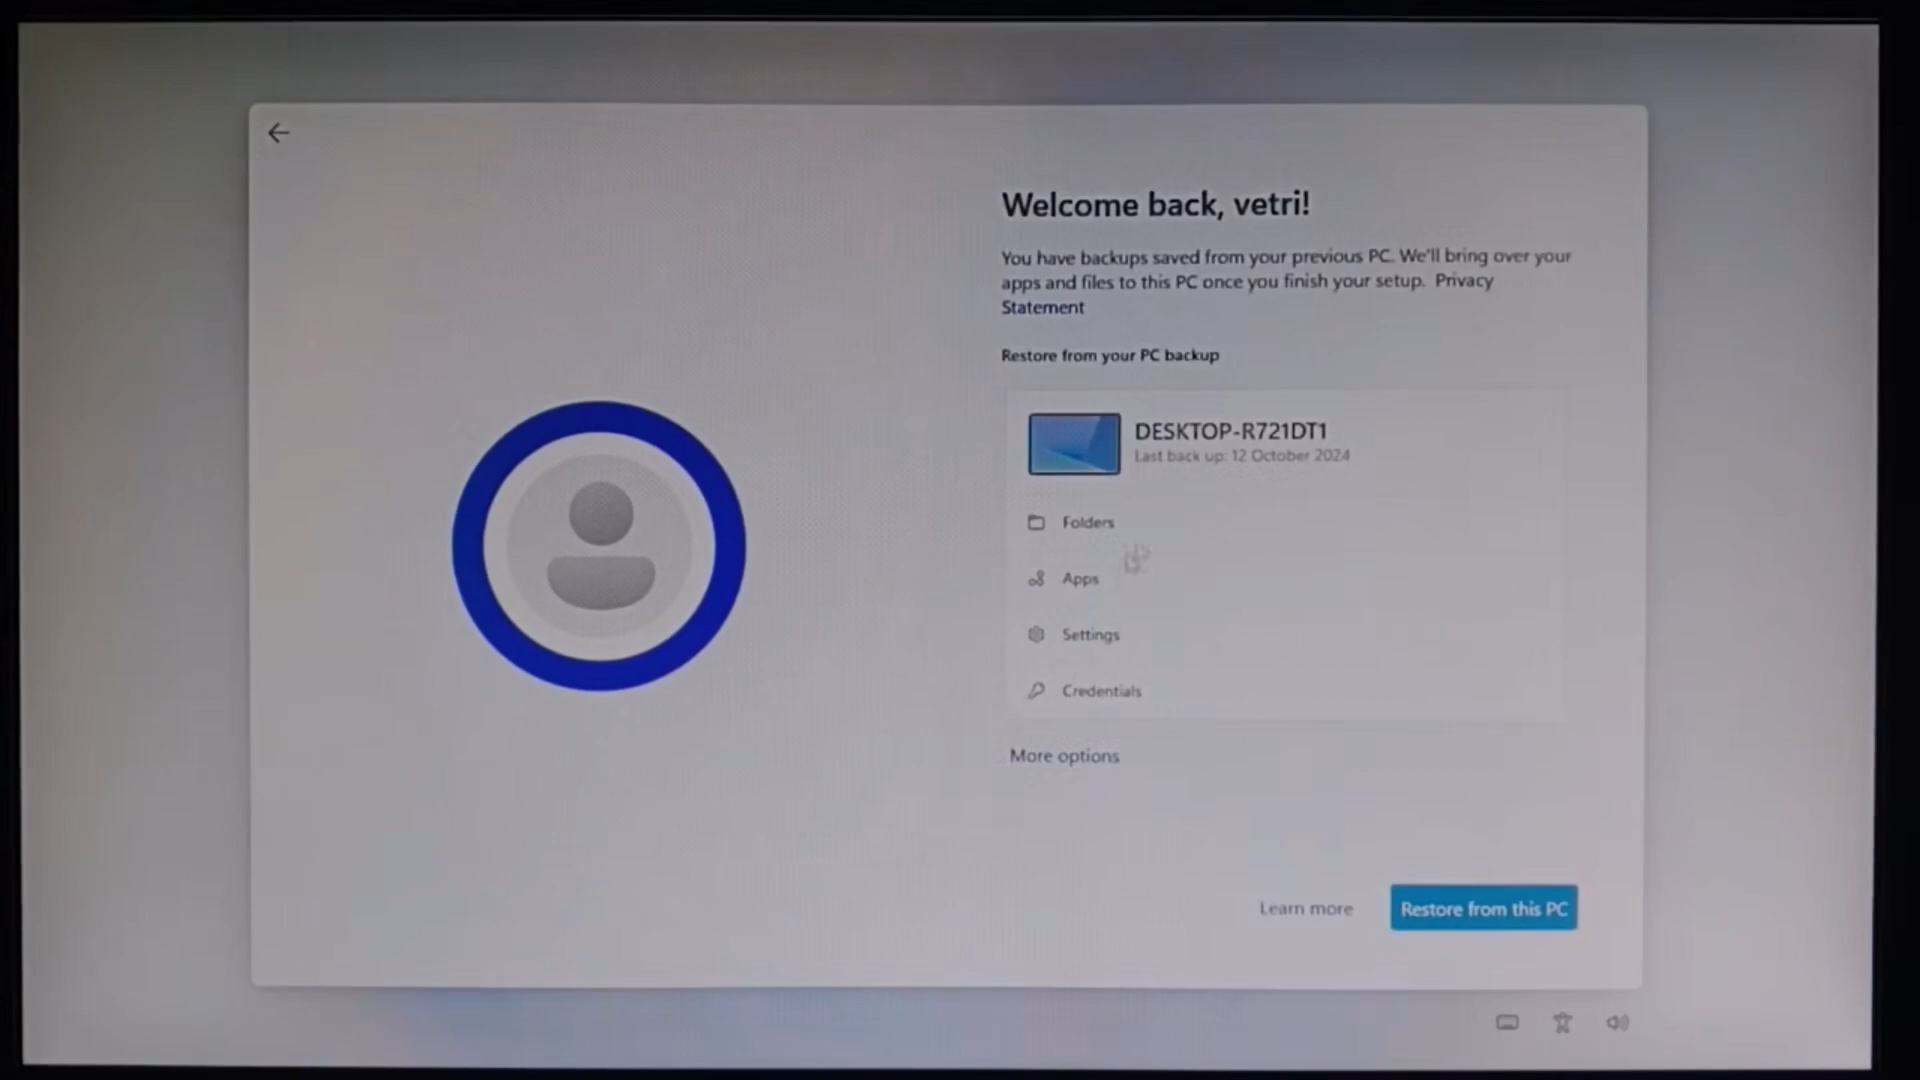 Welcome back, vetri!
You have backups saved from your previous PC. We'll bring over your
apps and files to this PC once you finish your setup. Privacy
Statement
Restore from your PC backup
DESKTOP-R721DT1
Last back up: 12 October 2024
Folders
Apps
Settings
Credentials
More options
Learn more
Restore from this PC